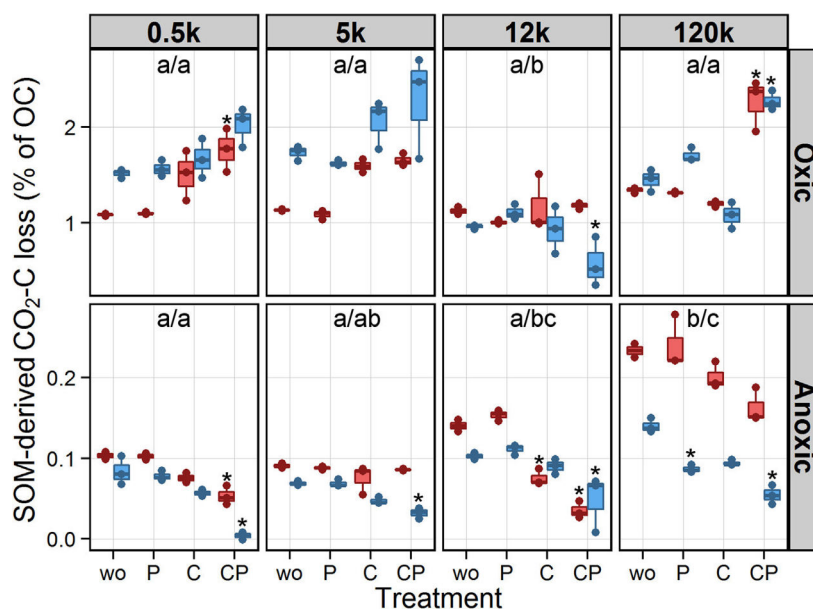 0.5k 5k 12k 120k
a/a a/a a/b a/a
* * * *
2
1
Oxic
SOM-derived CO₂-C loss (% of OC)
a/a a/ab a/bc b/c
0.2
0.1
0.0
* * * * * * * *
Anoxic
wo P C CP wo P C CP wo P C CP wo P C CP
Treatment